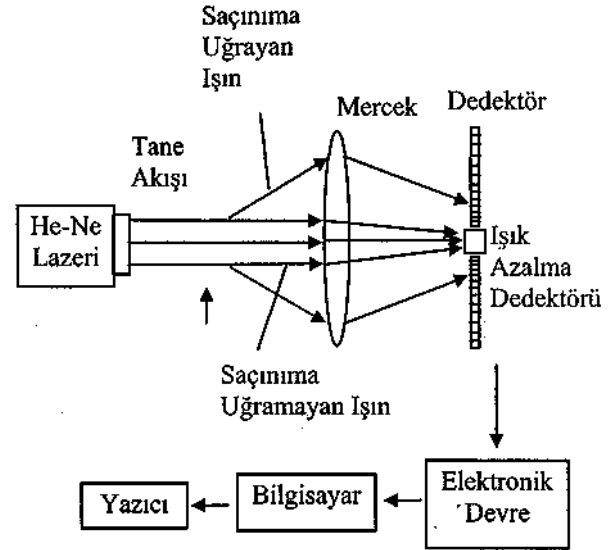 Saçınıma
Uğrayan
Işın
Mercek
Dedektör
Tane
Akışı
He-Ne
Lazeri
Işık
Azalma
Dedektörü
Saçınıma
Uğramayan Işın
Yazıcı
Bilgisayar
Elektronik
Devre